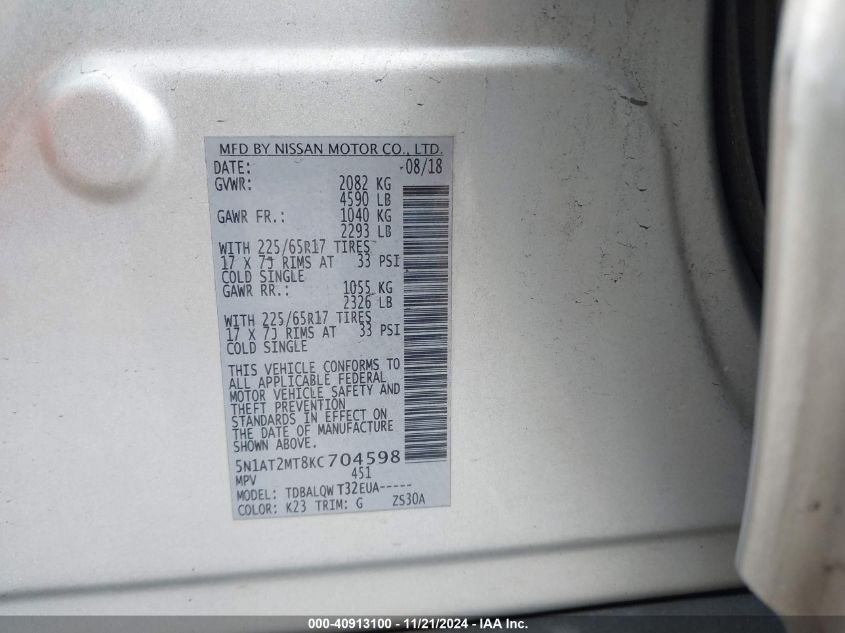 MFD BY NISSAN MOTOR CO., LTD.
DATE: -08/18
GVWR: 2082 KG
4590 LB
GAWR FR.: 1040 KG
2293 LB
WITH 225/65R17 TIRES
17 X 7J RIMS AT 33 PSI
COLD SINGLE
GAWR RR.: 1055 KG
2326 LB
WITH 225/65R17 TIRES
17 X 7J RIMS AT 33 PSI
COLD SINGLE
THIS VEHICLE CONFORMS TO
ALL APPLICABLE FEDERAL
MOTOR VEHICLE SAFETY AND
THEFT PREVENTION
STANDARDS IN EFFECT ON
THE DATE OF MANUFACTURE
SHOWN ABOVE.
5N1AT2MT8KC704598
MPV 451
MODEL: TDBALQW T32EUA-----
COLOR: K23 TRIM: G ZS30A
000-40913100 - 11/21/2024 - IAA Inc.